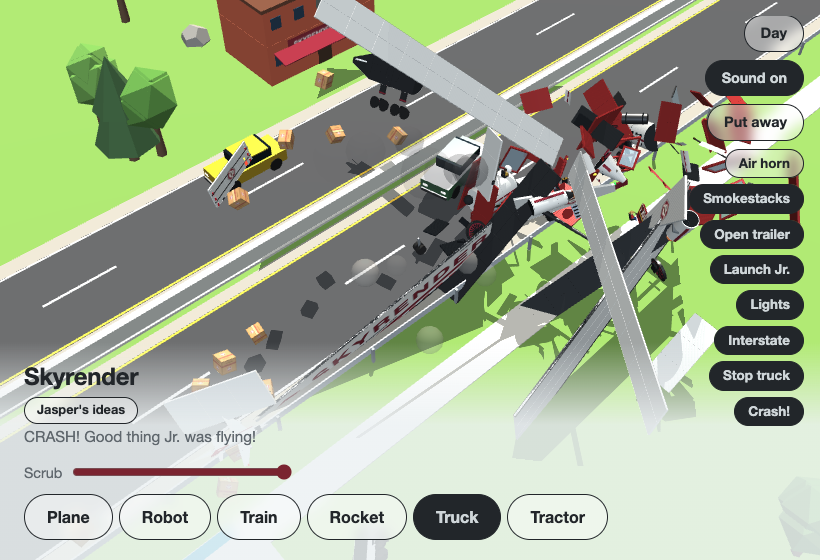 Day
Sound on
Put away
Air horn
Smokestacks
Open trailer
Launch Jr.
Lights
Interstate
Stop truck
Crash!
SKYRENDER
Skyrender
Jasper's ideas
CRASH! Good thing Jr. was flying!
Scrub
Plane
Robot
Train
Rocket
Truck
Tractor